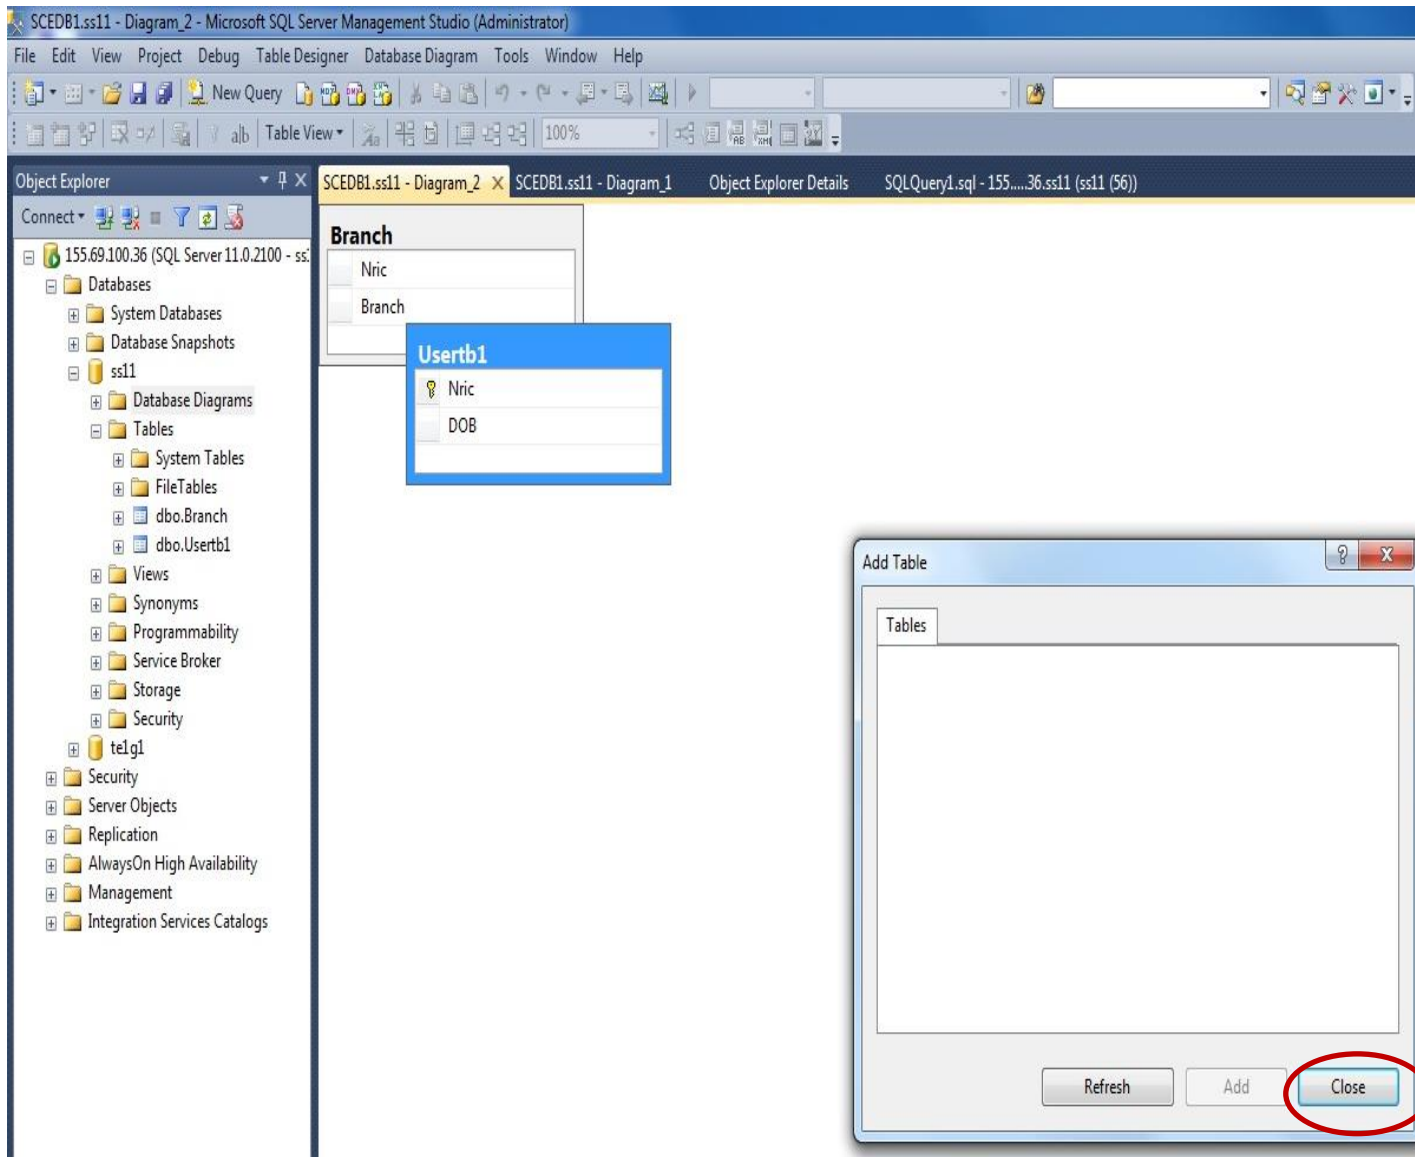 SCEDB1.ss11 - Diagram_2 - Microsoft SQL Server Management Studio (Administrator)
File Edit View Project Debug Table Designer Database Diagram Tools Window Help
New Query
Table View 100%
Object Explorer
SCEDB1.ss11 - Diagram_2 SCEDB1.ss11 - Diagram_1 Object Explorer Details SQLQuery1.sql - 155.....36.ss11 (ss11 (56))
Connect
155.69.100.36 (SQL Server 11.0.2100 - ss1
Databases
System Databases
Database Snapshots
ss11
Database Diagrams
Tables
System Tables
FileTables
dbo.Branch
dbo.Usertb1
Views
Synonyms
Programmability
Service Broker
Storage
Security
te1g1
Security
Server Objects
Replication
AlwaysOn High Availability
Management
Integration Services Catalogs
Branch
Nric
Branch
Usertb1
Nric
DOB
Add Table
Tables
Refresh Add Close